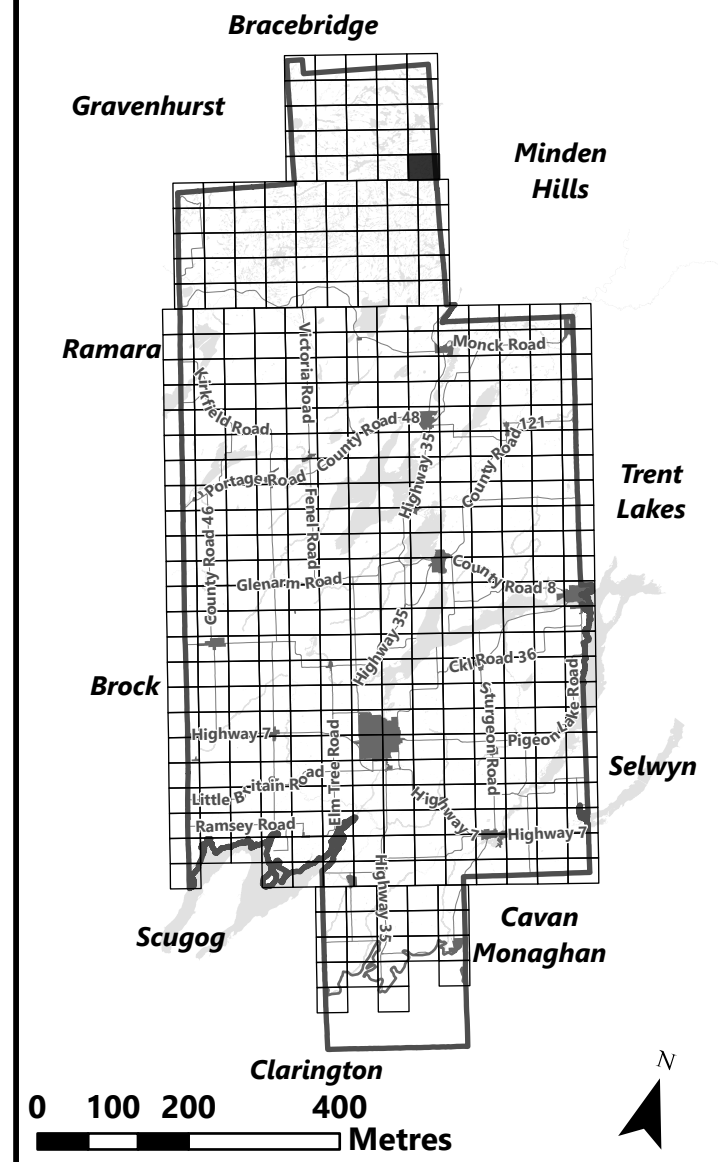 Bracebridge
Gravenhurst
Minden
Hills
Ramara
Monck Road
Victoria Road
Kirkfield Road
County Road 48
Highway 35
County Road 121
Portage Road
Fenel Road
Trent
Lakes
County Road 46
Glenarm Road
County Road 8
Highway 35
Ckl Road 36
Brock
Sturgeon Road
Pigeon Lake Road
Highway 7
Elm Tree Road
Selwyn
Little Britain Road
Highway 7
Highway 7
Ramsey Road
Highway 35
Scugog
Cavan
Monaghan
Clarington
N
0 100 200 400
Metres